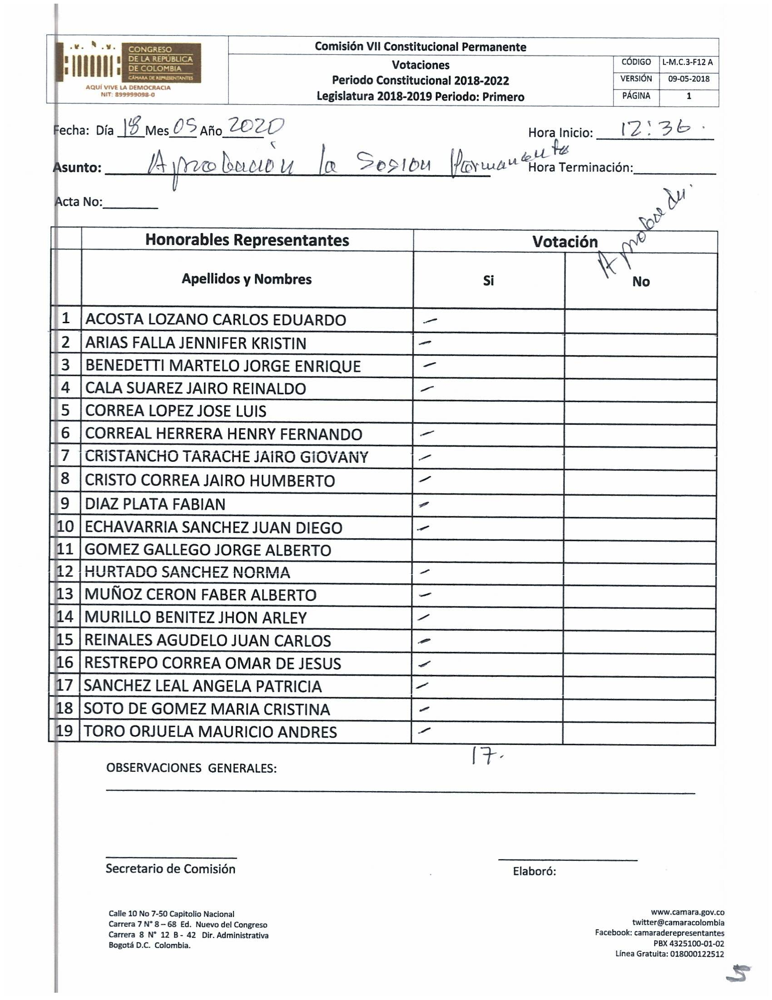 CONGRESO
DE LA REPÚBLICA
DE COLOMBIA
CÁMARA DE REPRESENTANTES
AQUÍ VIVE LA DEMOCRACIA
NIT: 899999098-0
Comisión VII Constitucional Permanente
Votaciones
Periodo Constitucional 2018-2022
Legislatura 2018-2019 Periodo: Primero
CÓDIGO L-M.C.3-F12 A
VERSIÓN 09-05-2018
PÁGINA 1
Fecha: Día 18 Mes 05 Año 2020 Hora Inicio: 12:36.
Asunto: Aprobación la Sesion Permanente Hora Terminación:
Acta No:
Honorables Representantes Votación
Apellidos y Nombres Si No
1 ACOSTA LOZANO CARLOS EDUARDO –
2 ARIAS FALLA JENNIFER KRISTIN –
3 BENEDETTI MARTELO JORGE ENRIQUE –
4 CALA SUAREZ JAIRO REINALDO –
5 CORREA LOPEZ JOSE LUIS
6 CORREAL HERRERA HENRY FERNANDO –
7 CRISTANCHO TARACHE JAIRO GIOVANY –
8 CRISTO CORREA JAIRO HUMBERTO –
9 DIAZ PLATA FABIAN –
10 ECHAVARRIA SANCHEZ JUAN DIEGO –
11 GOMEZ GALLEGO JORGE ALBERTO
12 HURTADO SANCHEZ NORMA –
13 MUÑOZ CERON FABER ALBERTO –
14 MURILLO BENITEZ JHON ARLEY –
15 REINALES AGUDELO JUAN CARLOS –
16 RESTREPO CORREA OMAR DE JESUS –
17 SANCHEZ LEAL ANGELA PATRICIA –
18 SOTO DE GOMEZ MARIA CRISTINA –
19 TORO ORJUELA MAURICIO ANDRES –
17.
OBSERVACIONES GENERALES:
Secretario de Comisión Elaboró:
Calle 10 No 7-50 Capitolio Nacional
Carrera 7 N° 8 – 68 Ed. Nuevo del Congreso
Carrera 8 N° 12 B - 42 Dir. Administrativa
Bogotá D.C. Colombia.
www.camara.gov.co
twitter@camaracolombia
Facebook: camaraderepresentantes
PBX 4325100-01-02
Línea Gratuita: 018000122512
5